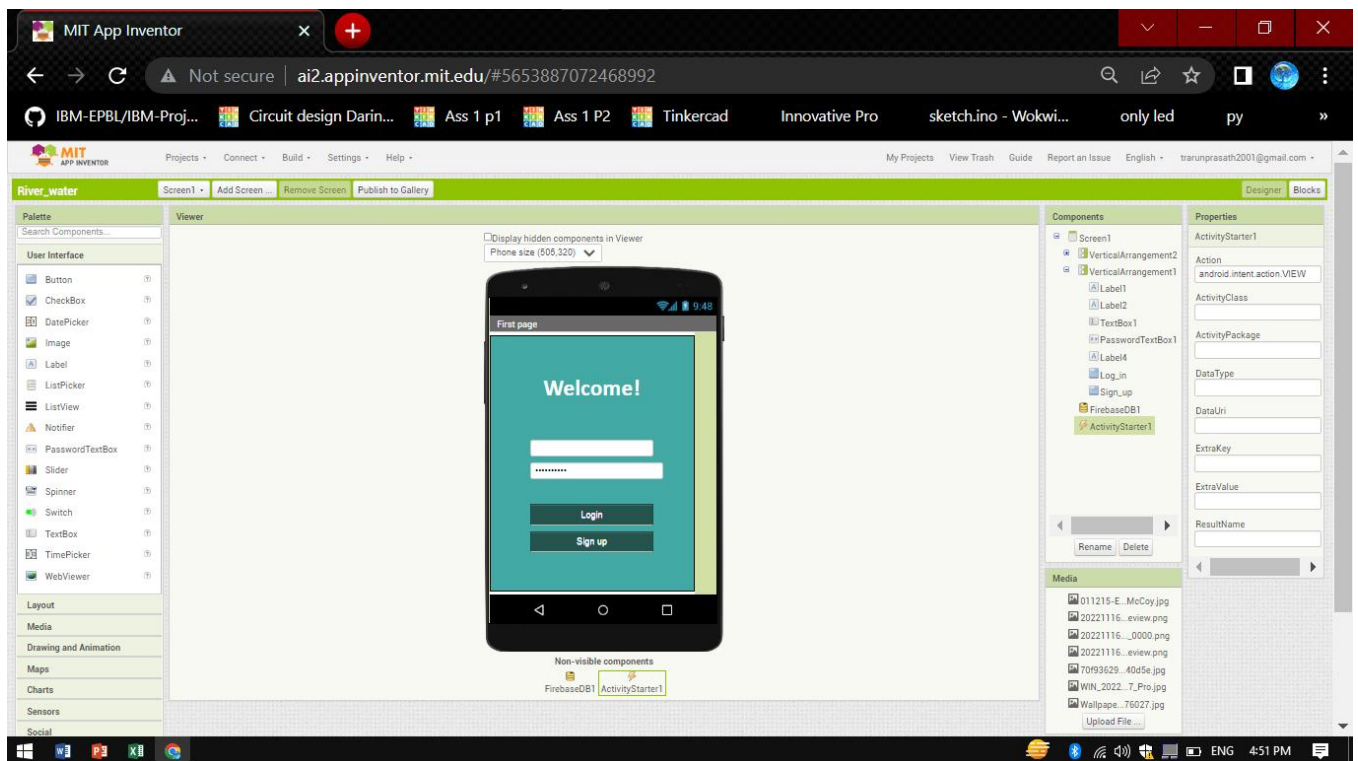 MIT App Inventor
Not secure | ai2.appinventor.mit.edu/#5653887072468992
IBM-EPBL/IBM-Proj... Circuit design Darin... Ass 1 p1 Ass 1 P2 Tinkercad Innovative Pro sketch.ino - Wokwi... only led py »
MIT APP INVENTOR Projects Connect Build Settings Help My Projects View Trash Guide Report an Issue English trarunprasath2001@gmail.com
River_water Screen1 Add Screen ... Remove Screen Publish to Gallery Designer Blocks
Palette
Search Components...
User Interface
Button
CheckBox
DatePicker
Image
Label
ListPicker
ListView
Notifier
PasswordTextBox
Slider
Spinner
Switch
TextBox
TimePicker
WebViewer
Layout
Media
Drawing and Animation
Maps
Charts
Sensors
Social
Viewer
Display hidden components in Viewer
Phone size (505,320)
9:48
First page
Welcome!
Login
Sign up
Non-visible components
FirebaseDB1 ActivityStarter1
Components
Screen1
VerticalArrangement2
VerticalArrangement1
Label1
Label2
TextBox1
PasswordTextBox1
Label4
Log_in
Sign_up
FirebaseDB1
ActivityStarter1
Rename Delete
Media
011215-E...McCoy.jpg
20221116...eview.png
20221116..._0000.png
20221116...eview.png
70f93629...40d5e.jpg
WIN_2022...7_Pro.jpg
Wallpape...76027.jpg
Upload File ...
Properties
ActivityStarter1
Action
android.intent.action.VIEW
ActivityClass
ActivityPackage
DataType
DataUri
ExtraKey
ExtraValue
ResultName
ENG 4:51 PM